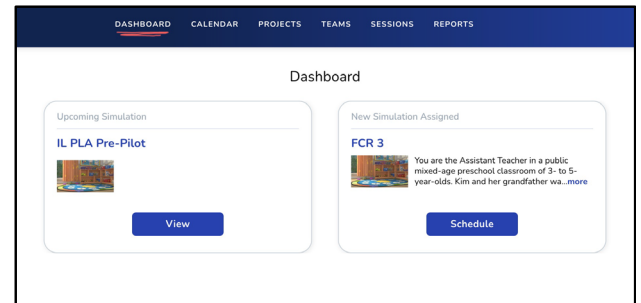 DASHBOARD CALENDAR PROJECTS TEAMS SESSIONS REPORTS
Dashboard
Upcoming Simulation
IL PLA Pre-Pilot
View
New Simulation Assigned
FCR 3
You are the Assistant Teacher in a public
mixed-age preschool classroom of 3- to 5-
year-olds. Kim and her grandfather wa...more
Schedule